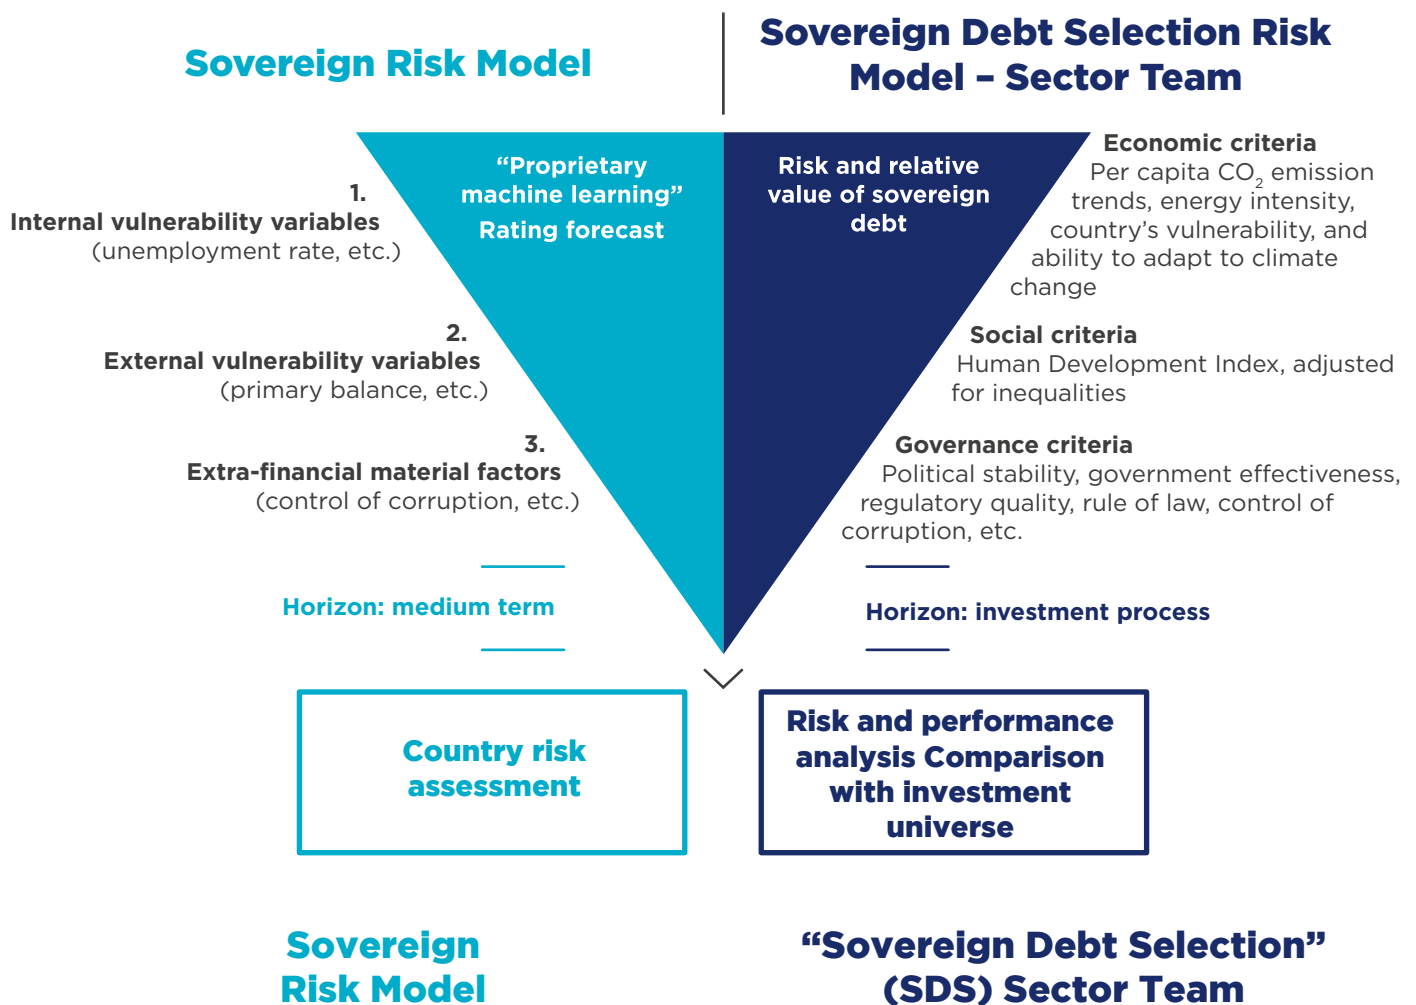 Sovereign Risk Model
Sovereign Debt Selection Risk
Model – Sector Team
“Proprietary
machine learning”
Rating forecast
Risk and relative
value of sovereign
debt
1.
Internal vulnerability variables
(unemployment rate, etc.)
2.
External vulnerability variables
(primary balance, etc.)
3.
Extra-financial material factors
(control of corruption, etc.)
Economic criteria
Per capita CO₂ emission
trends, energy intensity,
country’s vulnerability, and
ability to adapt to climate
change
Social criteria
Human Development Index, adjusted
for inequalities
Governance criteria
Political stability, government effectiveness,
regulatory quality, rule of law, control of
corruption, etc.
Horizon: medium term
Horizon: investment process
Country risk
assessment
Risk and performance
analysis Comparison
with investment
universe
Sovereign
Risk Model
“Sovereign Debt Selection”
(SDS) Sector Team